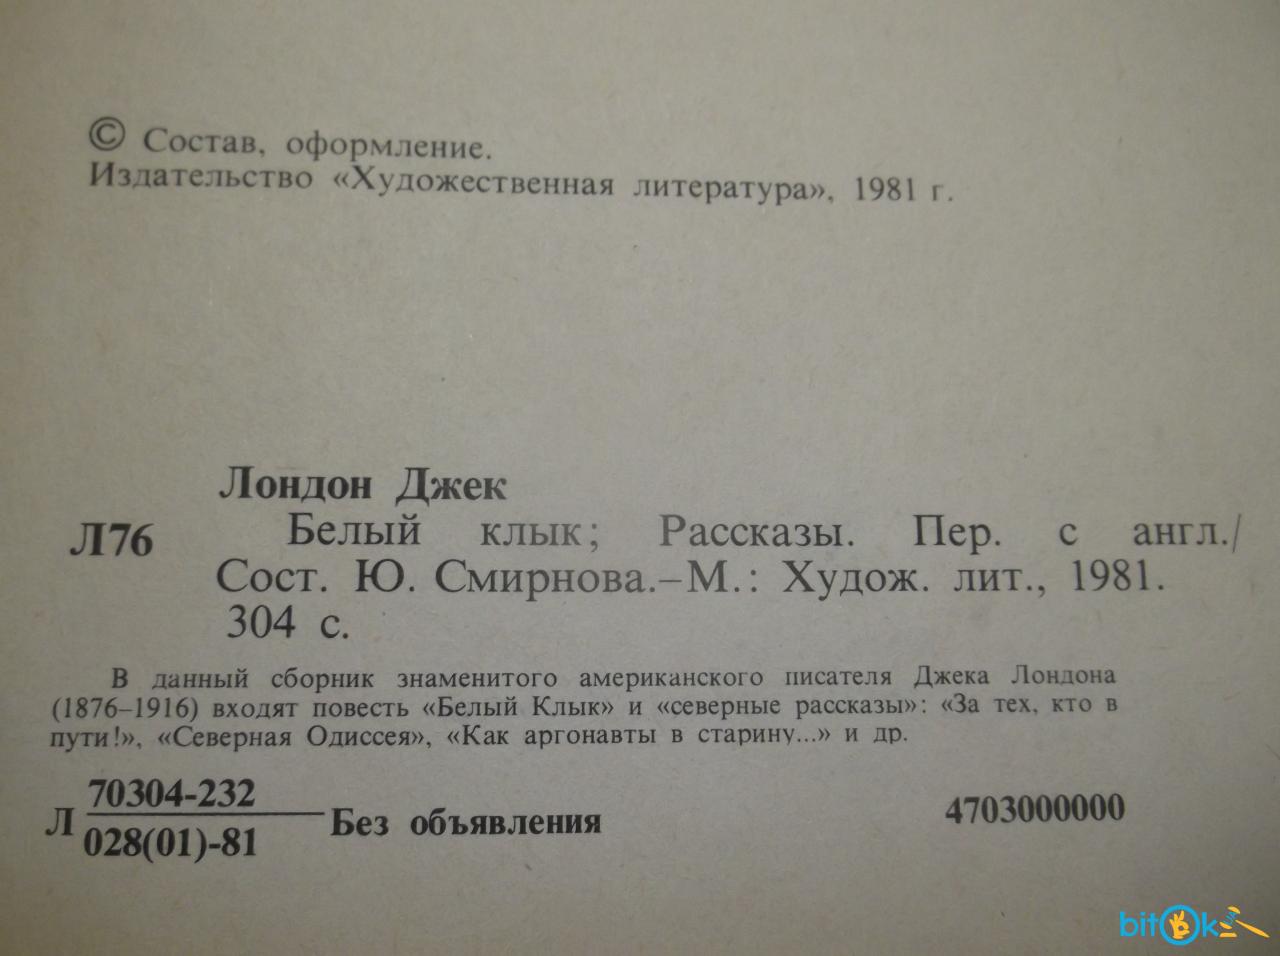 © Состав, оформление.
Издательство «Художественная литература», 1981 г.
Лондон Джек
Л76
Белый клык; Рассказы. Пер. с англ./
Сост. Ю. Смирнова.–М.: Худож. лит., 1981.
304 с.
В данный сборник знаменитого американского писателя Джека Лондона
(1876–1916) входят повесть «Белый Клык» и «северные рассказы»: «За тех, кто в
пути!», «Северная Одиссея», «Как аргонавты в старину...» и др.
Л 70304-232
028(01)-81
Без объявления
4703000000
bitok